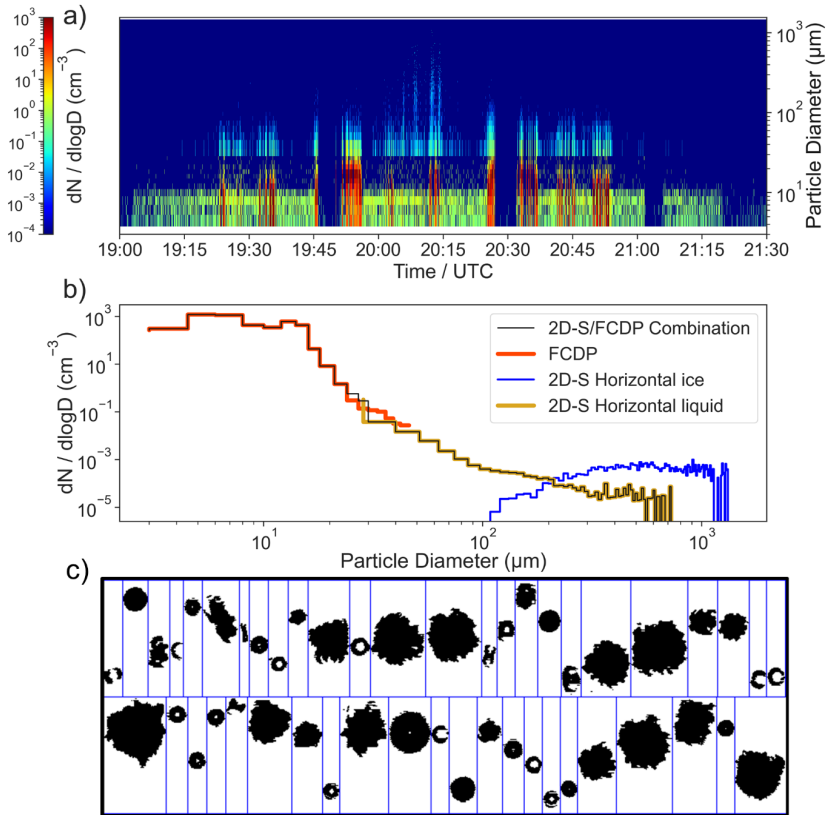 a)
10³
10²
10¹
10⁰
10⁻¹
10⁻²
10⁻³
10⁻⁴
dN / dlogD (cm⁻³)
10³
10²
10¹
Particle Diameter (μm)
19:00 19:15 19:30 19:45 20:00 20:15 20:30 20:45 21:00 21:15 21:30
Time / UTC
b)
10³
10¹
10⁻¹
10⁻³
10⁻⁵
dN / dlogD (cm⁻³)
2D-S/FCDP Combination
FCDP
2D-S Horizontal ice
2D-S Horizontal liquid
10¹ 10² 10³
Particle Diameter (μm)
c)